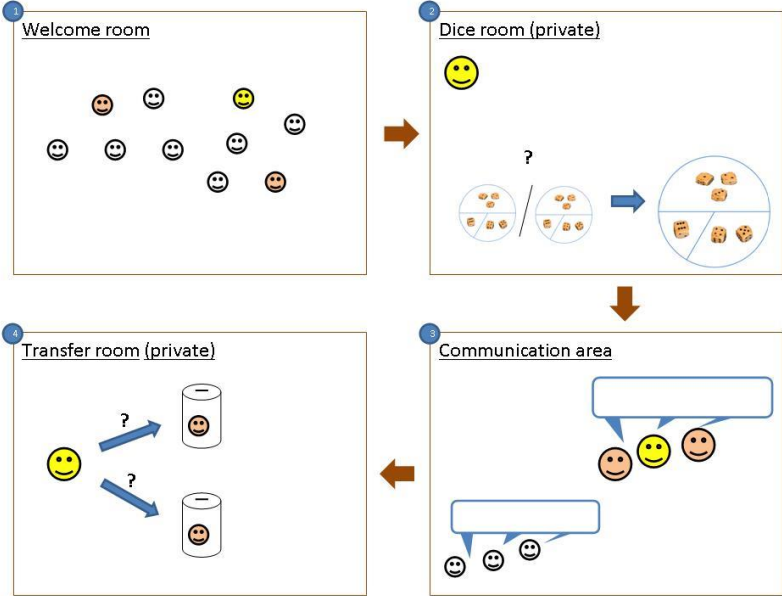 1
Welcome room
2
Dice room (private)
?
4
Transfer room (private)
?
?
3
Communication area